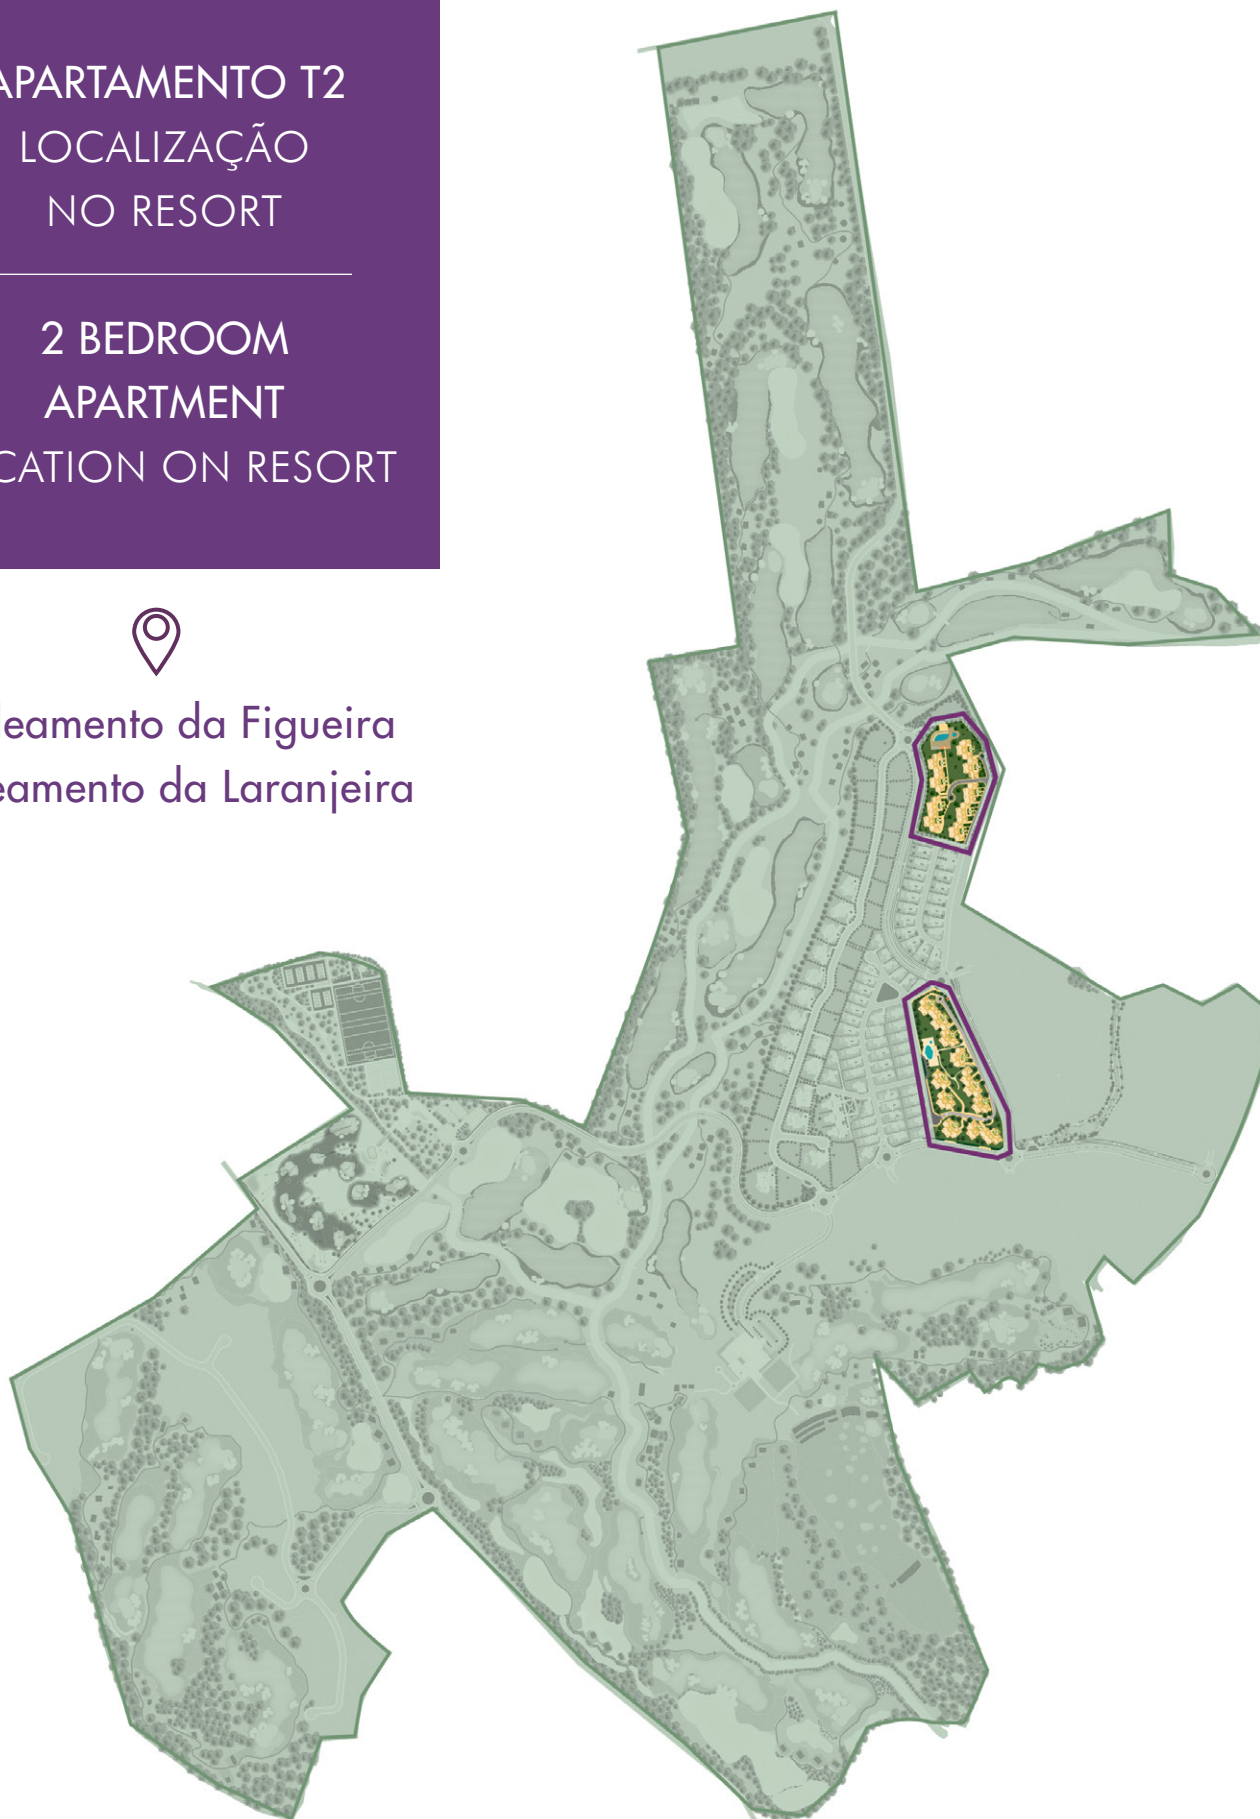 APARTAMENTO T2
LOCALIZAÇÃO
NO RESORT
2 BEDROOM
APARTMENT
CATION ON RESORT
leamento da Figueira
eamento da Laranjeira